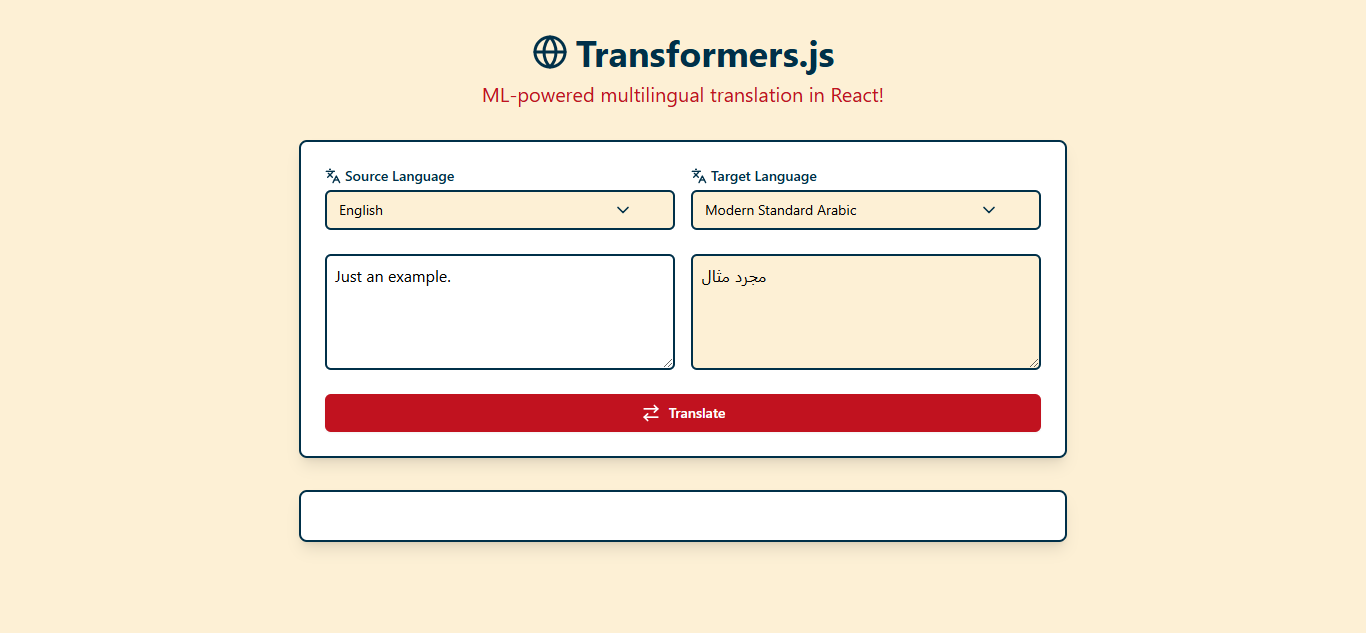 Transformers.js
ML-powered multilingual translation in React!
Source Language
Target Language
English
Modern Standard Arabic
Just an example.
مجرد مثال
Translate